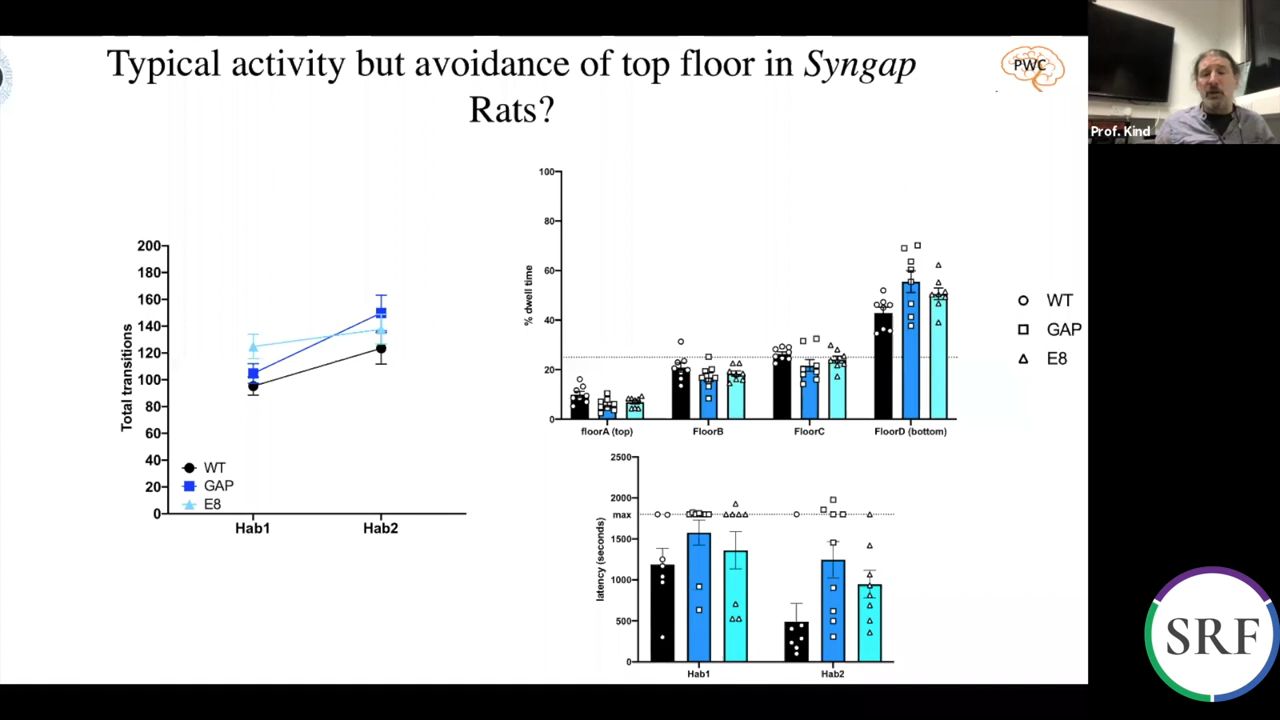 Typical activity but avoidance of top floor in Syngap
Rats?
PWC
Prof. Kind
Total transitions
200
180
160
140
120
100
80
60
40
20
0
WT
GAP
E8
Hab1 Hab2
% dwell time
100
80
60
40
20
0
floorA (top) FloorB FloorC FloorD (bottom)
WT
GAP
E8
latency (seconds)
2500
2000
max
1500
1000
500
0
Hab1 Hab2
SRF